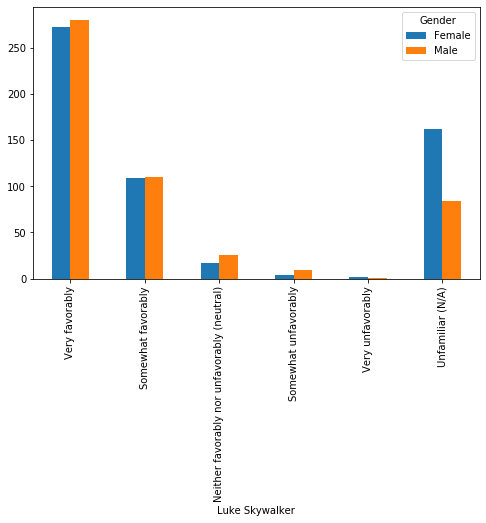 Gender
Female
Male
250
200
150
100
50
0
Very favorably
Somewhat favorably
Neither favorably nor unfavorably (neutral)
Somewhat unfavorably
Very unfavorably
Unfamiliar (N/A)
Luke Skywalker